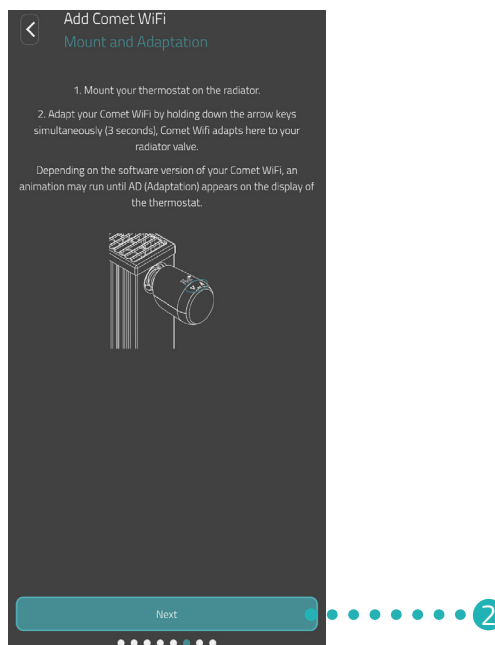 Add Comet WiFi
Mount and Adaptation
1. Mount your thermostat on the radiator.
2. Adapt your Comet WiFi by holding down the arrow keys
simultaneously (3 seconds), Comet Wifi adapts here to your
radiator valve.
Depending on the software version of your Comet WiFi, an
animation may run until AD (Adaptation) appears on the display of
the thermostat.
Next
2